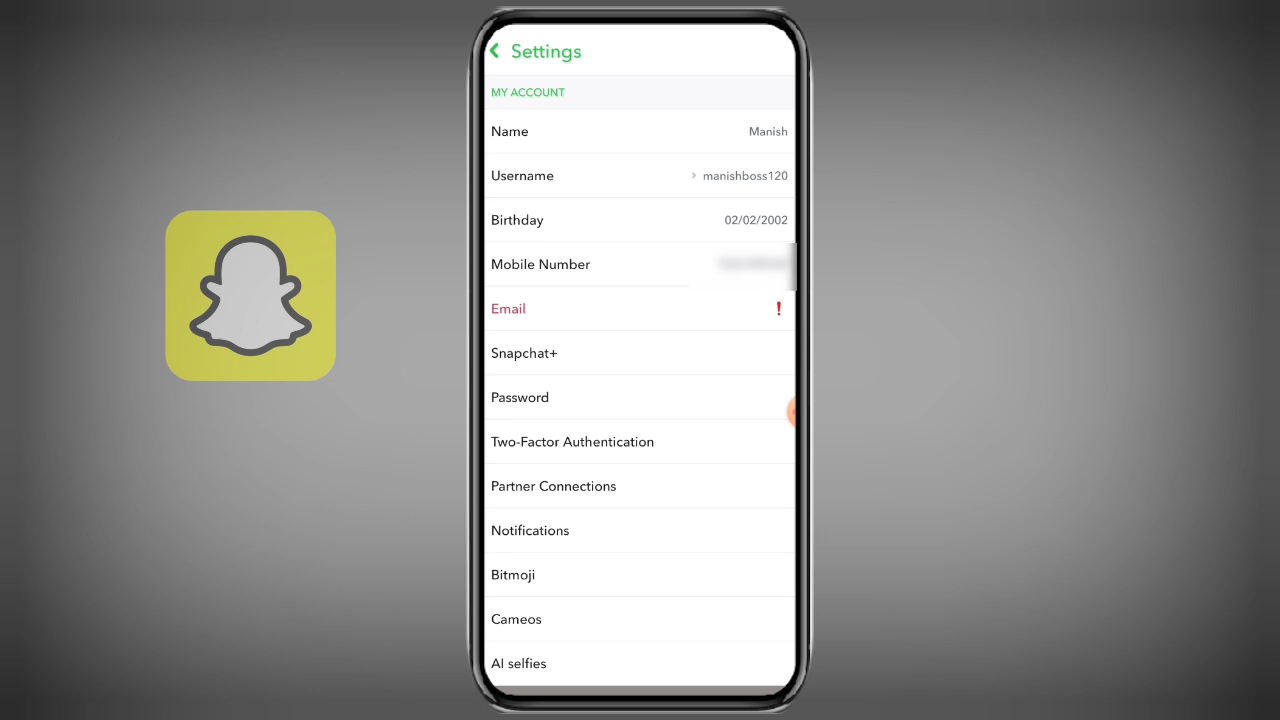 Settings
MY ACCOUNT
Name Manish
Username › manishboss120
Birthday 02/02/2002
Mobile Number
Email !
Snapchat+
Password
Two-Factor Authentication
Partner Connections
Notifications
Bitmoji
Cameos
AI selfies